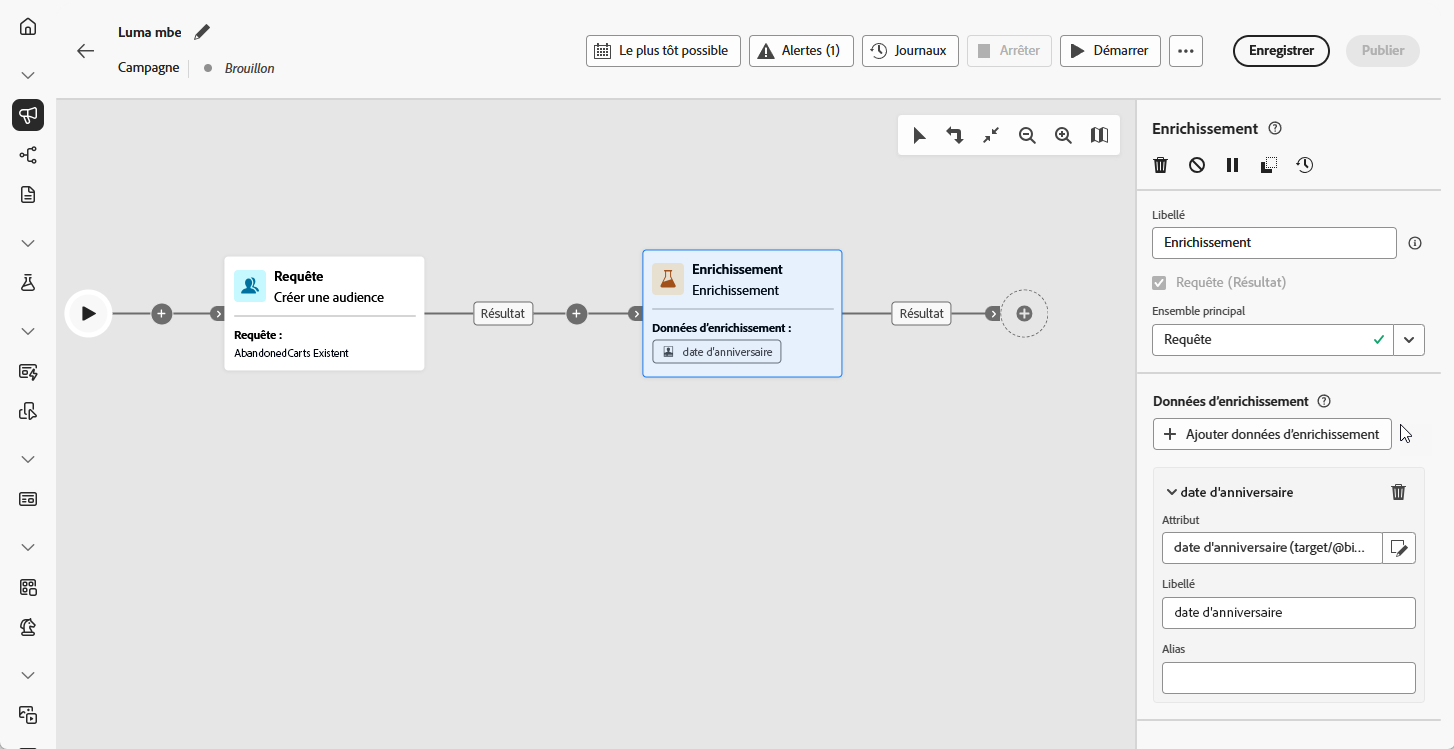 Luma mbe
Campagne
Brouillon
Le plus tôt possible
Alertes (1)
Journaux
Arrêter
Démarrer
Enregistrer
Publier
Requête
Créer une audience
Requête :
AbandonedCarts Existent
Résultat
Enrichissement
Enrichissement
Données d'enrichissement :
date d'anniversaire
Résultat
Enrichissement
Libellé
Enrichissement
Requête (Résultat)
Ensemble principal
Requête
Données d'enrichissement
Ajouter données d'enrichissement
date d'anniversaire
Attribut
date d'anniversaire (target/@bi...
Libellé
date d'anniversaire
Alias